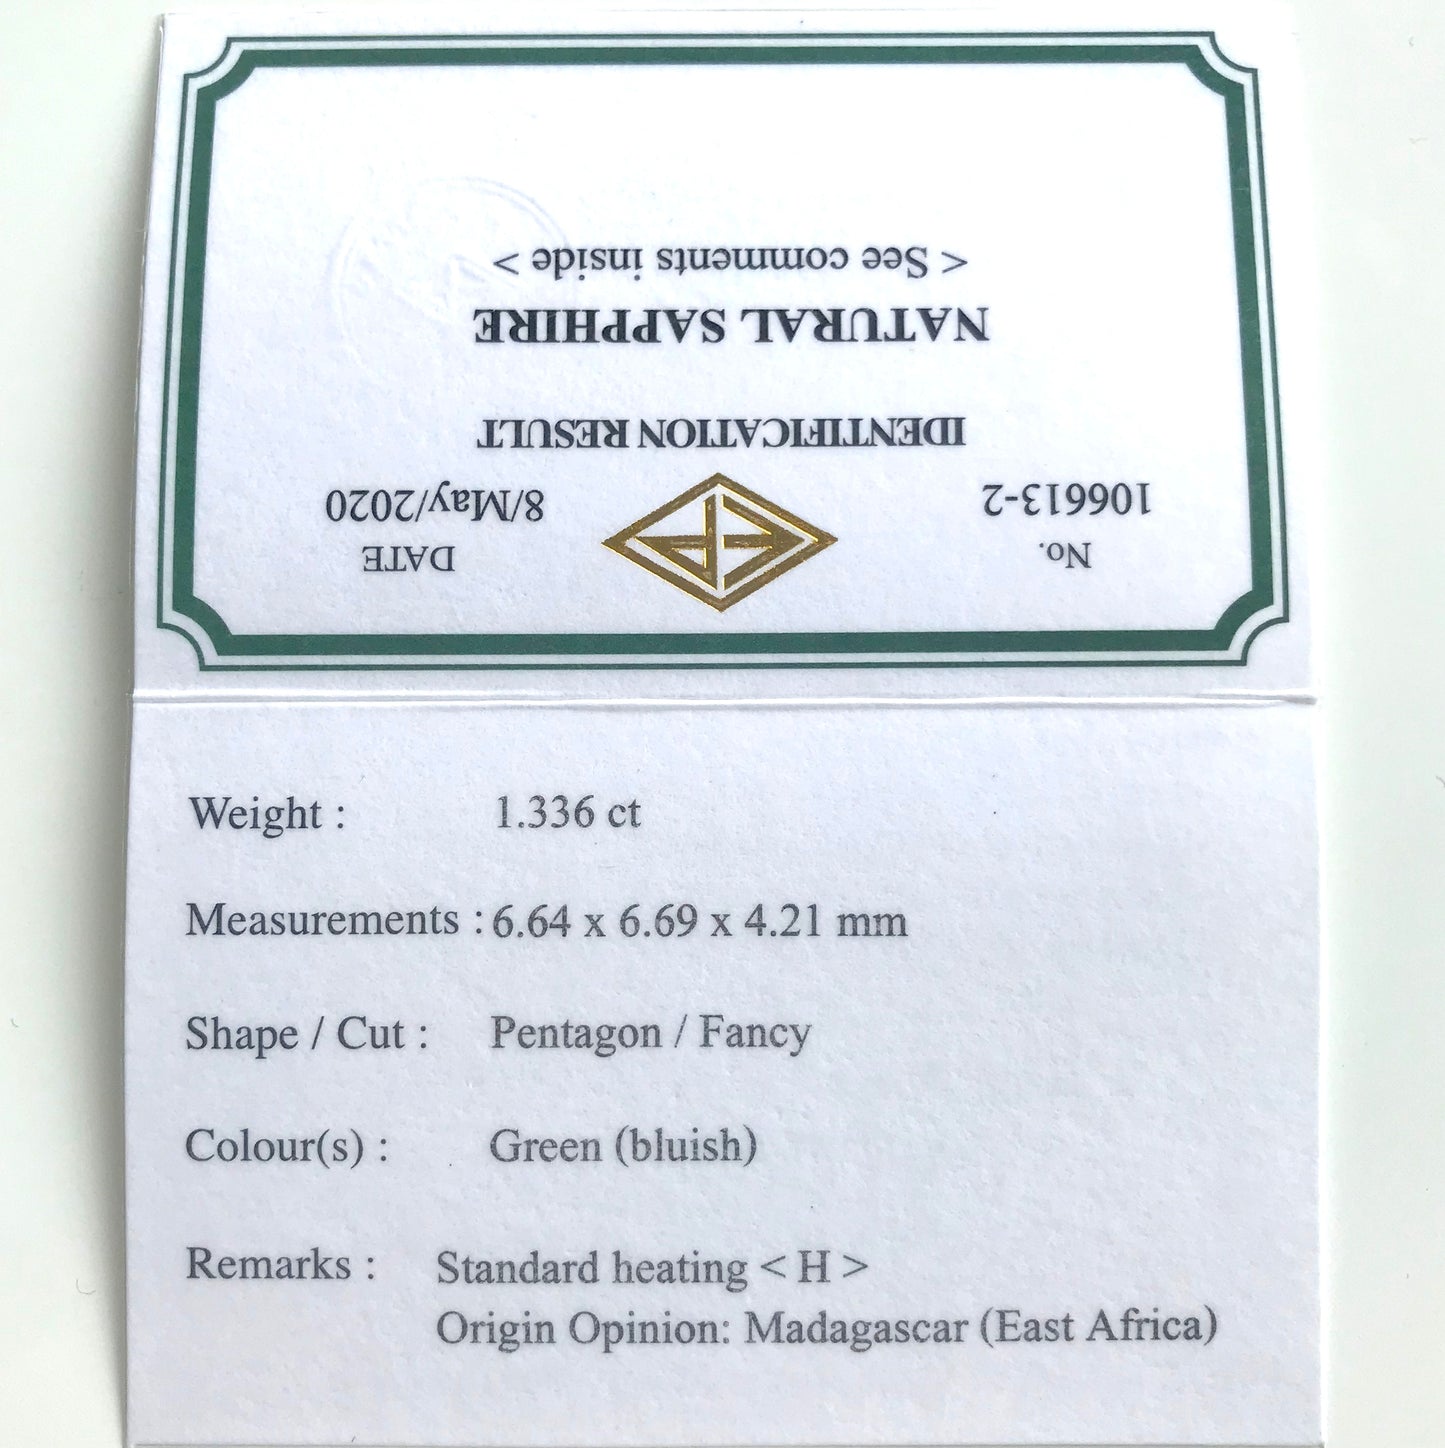 No.
106613-2
DATE
8/May/2020
IDENTIFICATION RESULT
NATURAL SAPPHIRE
< See comments inside >
Weight : 1.336 ct
Measurements : 6.64 x 6.69 x 4.21 mm
Shape / Cut : Pentagon / Fancy
Colour(s) : Green (bluish)
Remarks : Standard heating < H >
Origin Opinion: Madagascar (East Africa)